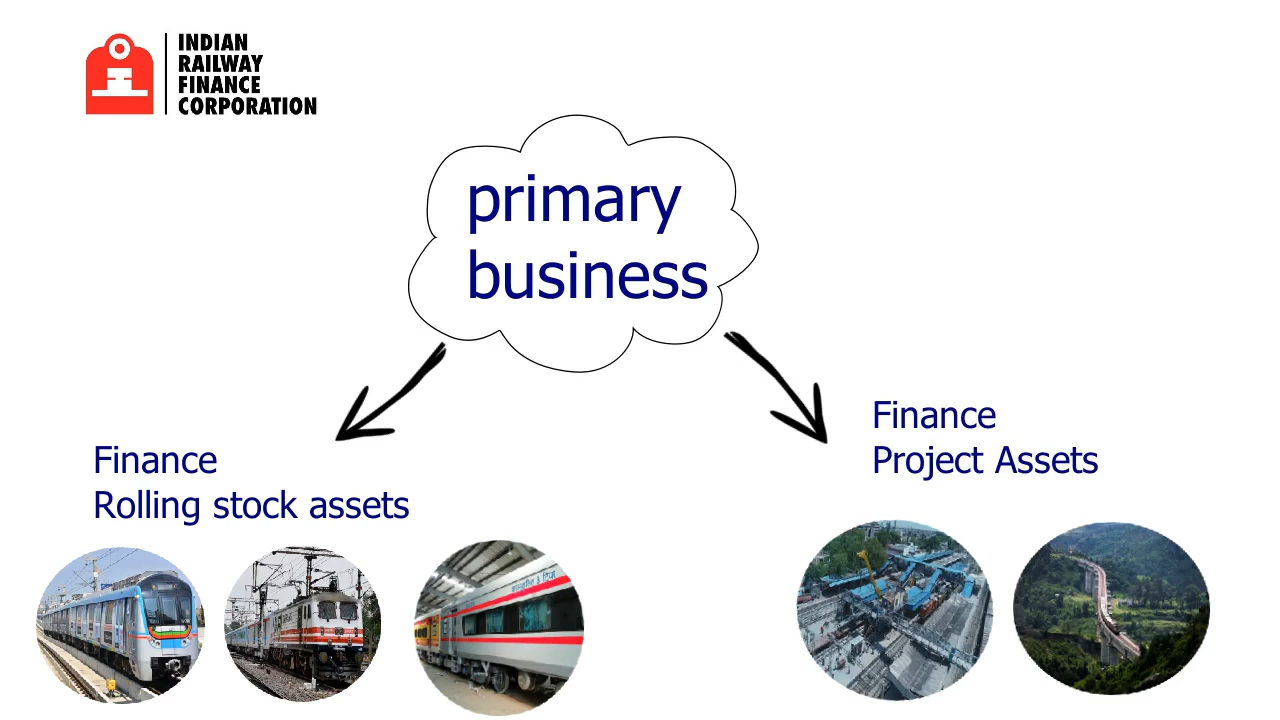 INDIAN
RAILWAY
FINANCE
CORPORATION
primary
business
Finance
Rolling stock assets
Finance
Project Assets